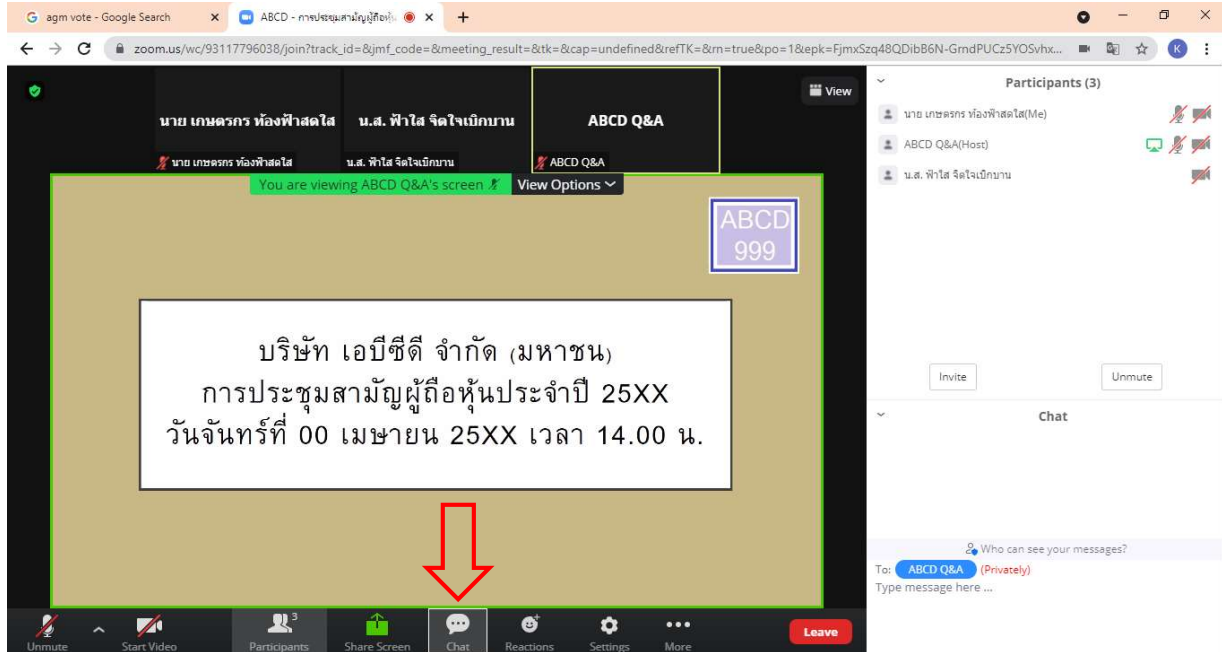 agm vote - Google Search
ABCD - การประชุมสามัญผู้ถือหุ้น
zoom.us/wc/93117796038/join?track_id=&jmf_code=&meeting_result=&tk=&cap=undefined&refTK=&rn=true&po=1&epk=FjmxSzq48QDibB6N-GrndPUCz5YOSvhx...
K
View
นาย เกษตรกร ท้องฟ้าสดใส
น.ส. ฟ้าใส จิตใจเบิกบาน
ABCD Q&A
นาย เกษตรกร ท้องฟ้าสดใส
น.ส. ฟ้าใส จิตใจเบิกบาน
ABCD Q&A
You are viewing ABCD Q&A's screen
View Options
ABCD
999
บริษัท เอบีซีดี จำกัด (มหาชน)
การประชุมสามัญผู้ถือหุ้นประจำปี 25XX
วันจันทร์ที่ 00 เมษายน 25XX เวลา 14.00 น.
Unmute
Start Video
3
Participants
Share Screen
Chat
Reactions
Settings
More
Leave
Participants (3)
นาย เกษตรกร ท้องฟ้าสดใส(Me)
ABCD Q&A(Host)
น.ส. ฟ้าใส จิตใจเบิกบาน
Invite
Unmute
Chat
Who can see your messages?
To: ABCD Q&A (Privately)
Type message here ...